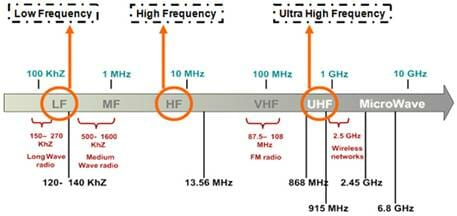 Low Frequency
High Frequency
Ultra High Frequency
100 KhZ
1 MHz
10 MHz
100 MHz
1 GHz
10 GHz
LF
MF
HF
VHF
UHF
MicroWave
150– 270
KHZ
Long Wave
radio
500- 1600
KHZ
Medium
Wave radio
87.5– 108
MHZ
FM radio
2.5 GHz
Wireless
networks
120- 140 KHZ
13.56 MHz
868 MHz
2.45 GHz
915 MHz
6.8 GHz